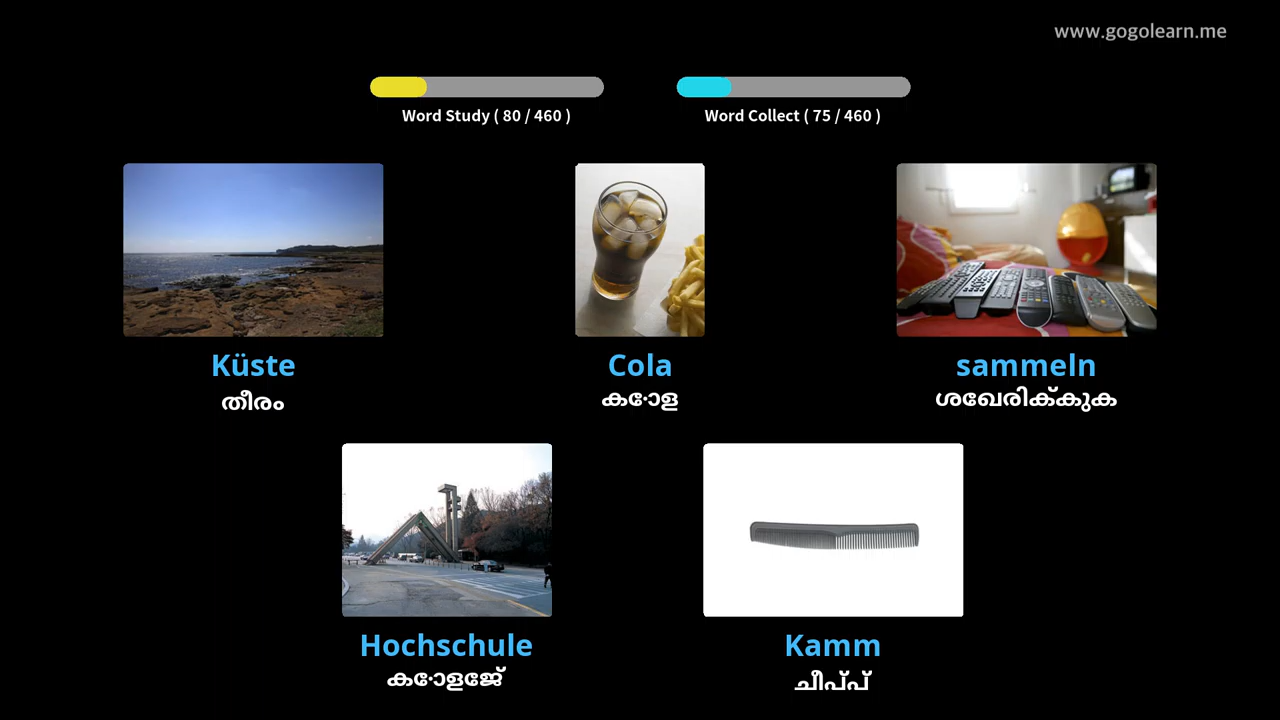 www.gogolearn.me
Word Study ( 80 / 460 )
Word Collect ( 75 / 460 )
Küste
Cola
sammeln
തീരം
കോള
ശേഖരിക്കുക
Hochschule
Kamm
കോളേജ്
ചീപ്പ്